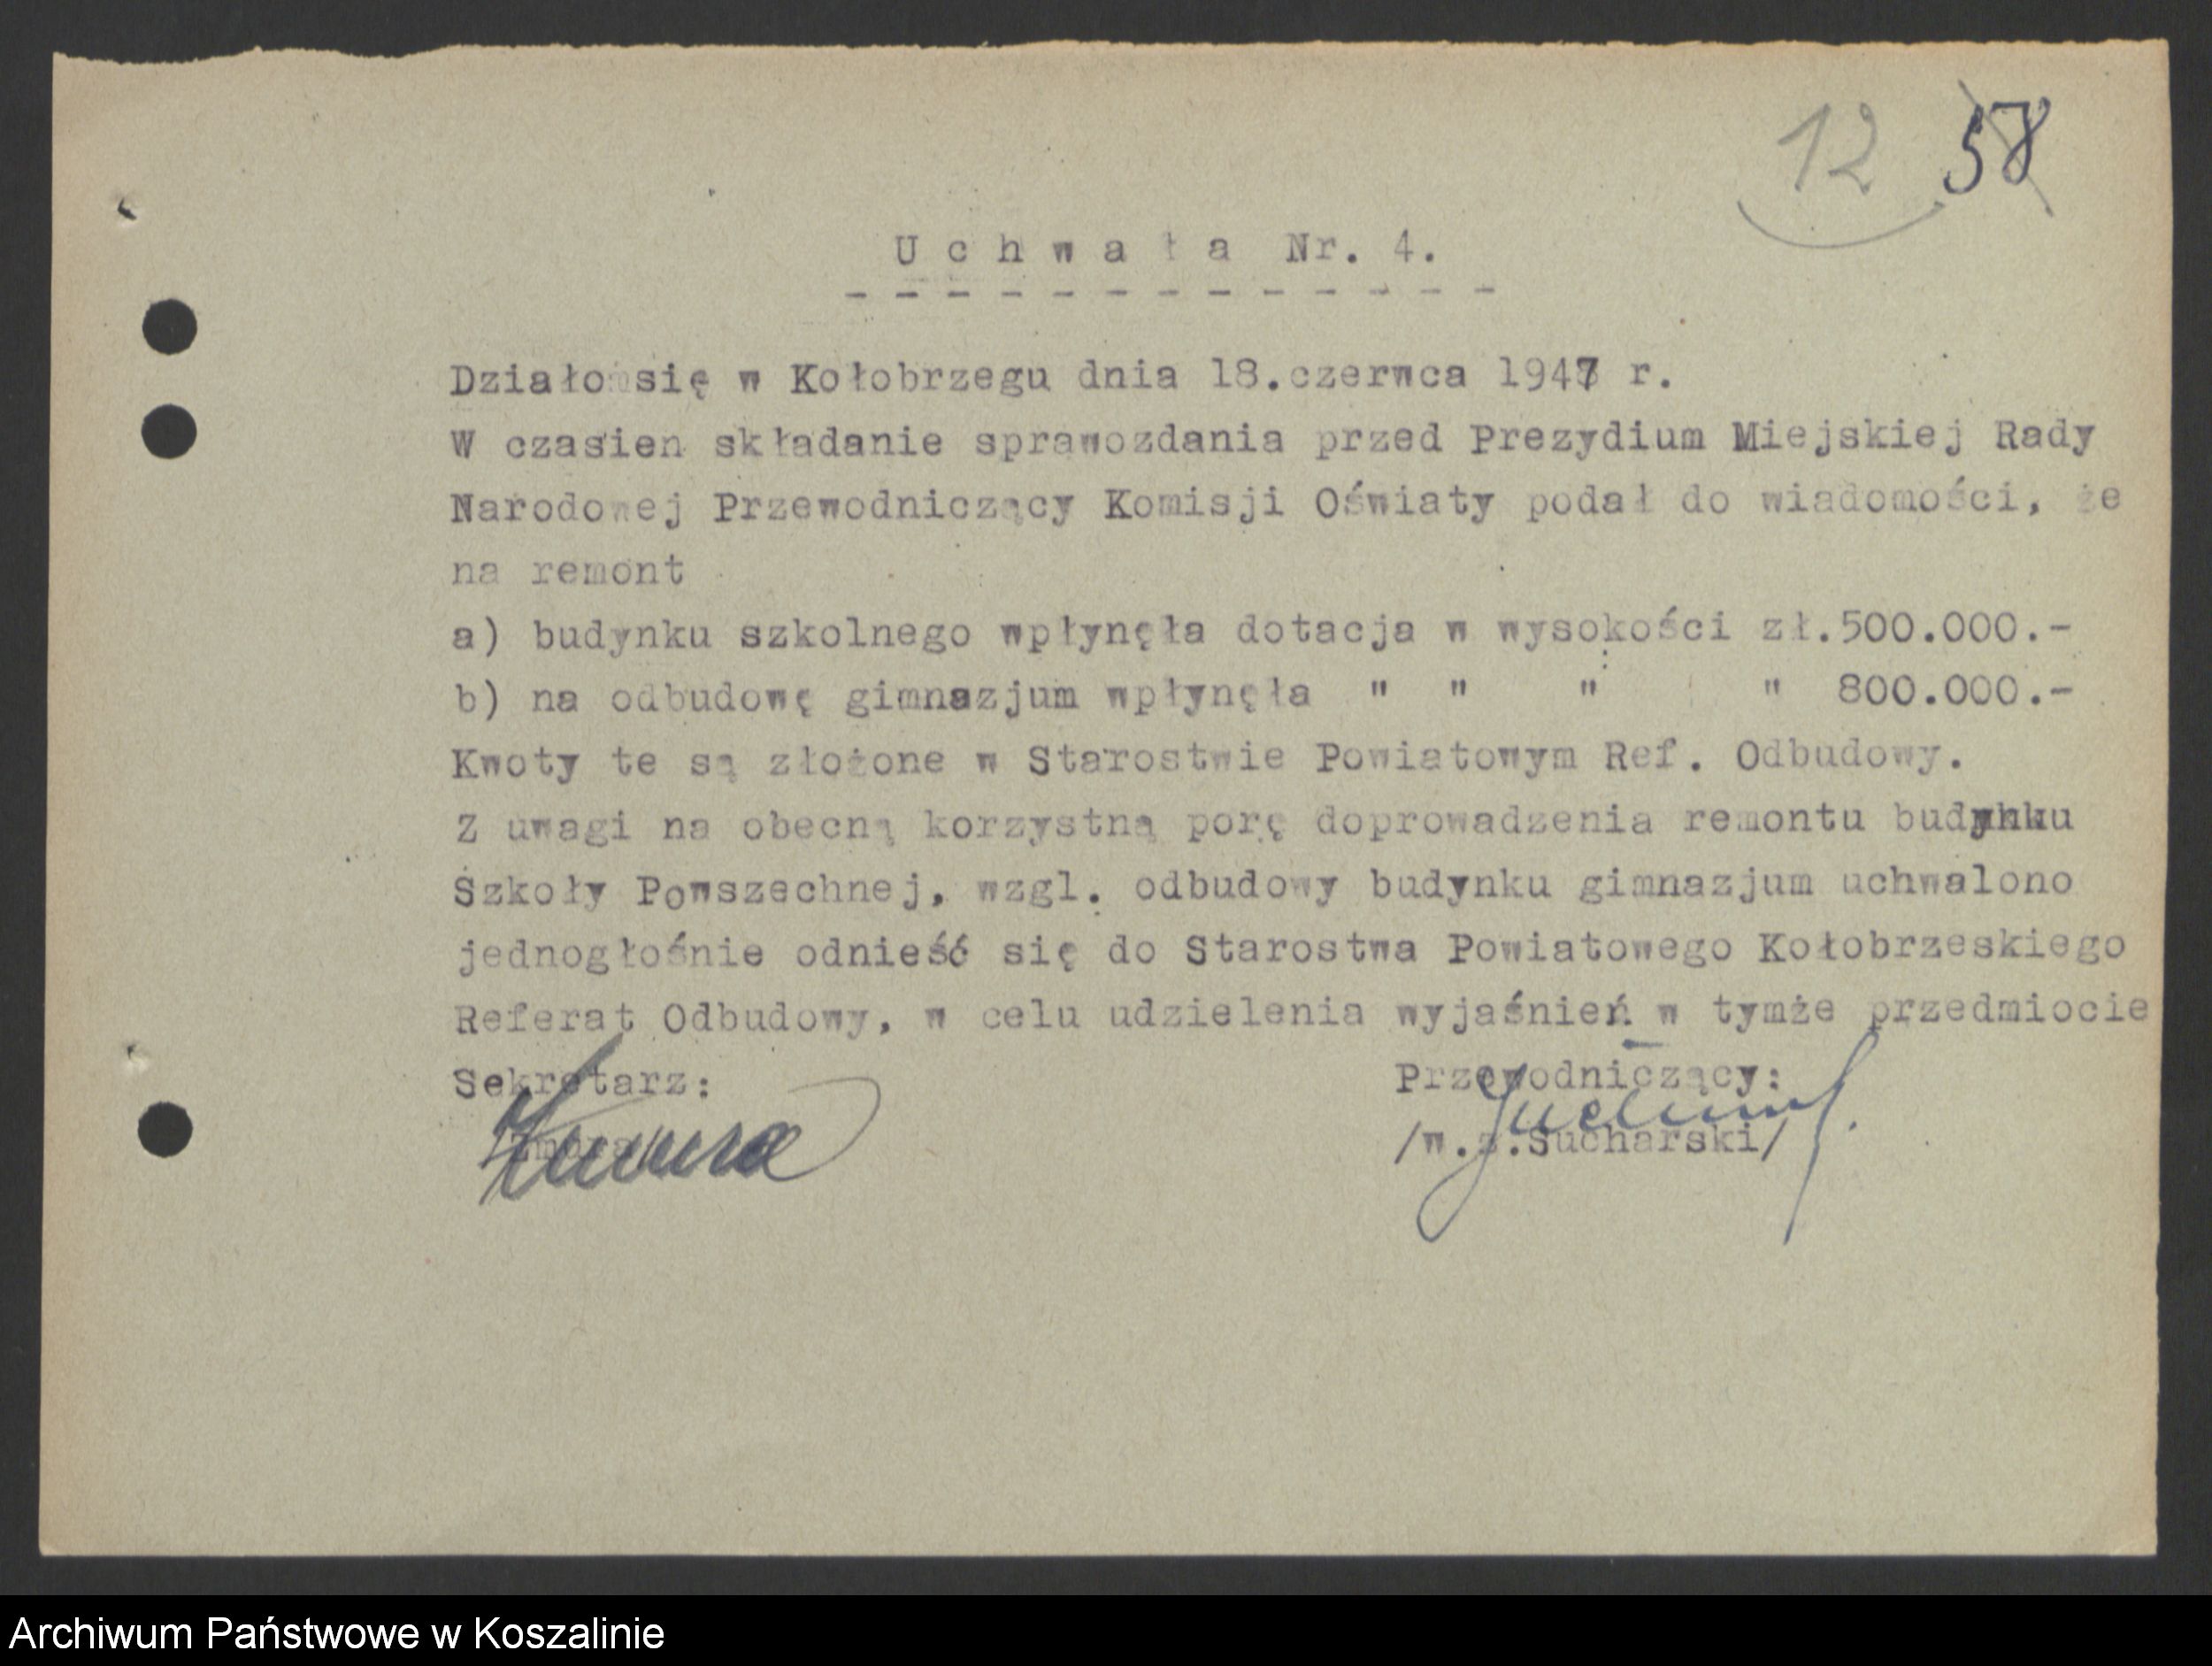 12 58
Uchwała Nr. 4.
- - - - - - - - - - - - -
Działo się w Kołobrzegu dnia 18.czerwca 1947 r.
W czasien składanie sprawozdania przed Prezydium Miejskiej Rady
Narodowej Przewodniczący Komisji Oświaty podał do wiadomości, że
na remont
a) budynku szkolnego wpłynęła dotacja w wysokości zł.500.000.-
b) na odbudowę gimnazjum wpłynęła " " " " 800.000.-
Kwoty te są złożone w Starostwie Powiatowym Ref. Odbudowy.
Z uwagi na obecną korzystną porę doprowadzenia remontu budynku
Szkoły Powszechnej, wzgl. odbudowy budynku gimnazjum uchwalono
jednogłośnie odnieść się do Starostwa Powiatowego Kołobrzeskiego
Referat Odbudowy, w celu udzielenia wyjaśnień w tymże przedmiocie
Sekretarz: Przewodniczący:
/w.z.Sucharski/
Archiwum Państwowe w Koszalinie